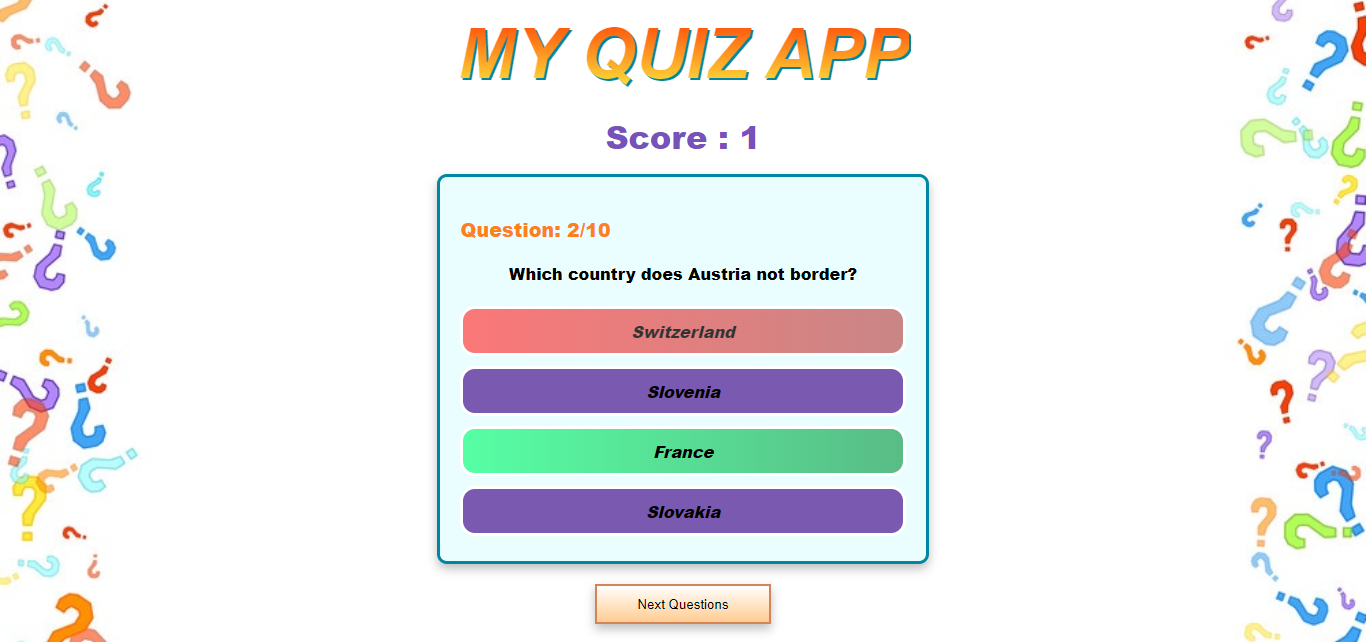 MY QUIZ APP
Score : 1
Question: 2/10
Which country does Austria not border?
Switzerland
Slovenia
France
Slovakia
Next Questions